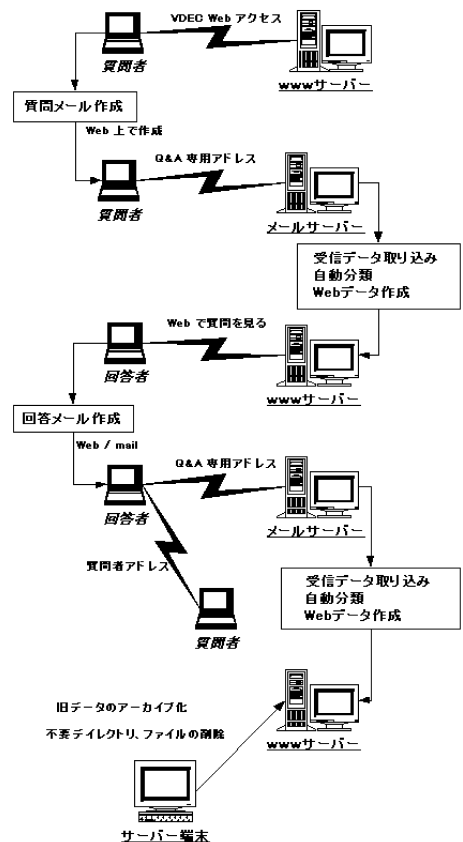 VDEC Web アクセス
質問者
wwwサーバー
質問メール作成
Web 上で作成
Q&A 専用アドレス
質問者
メールサーバー
受信データ取り込み
自動分類
Webデータ作成
Web で質問を見る
回答者
wwwサーバー
回答メール作成
Web / mail
Q&A 専用アドレス
回答者
メールサーバー
質問者アドレス
受信データ取り込み
自動分類
Webデータ作成
質問者
旧データのアーカイブ化
不要デイレクトリ、ファイルの削除
wwwサーバー
サーバー端末